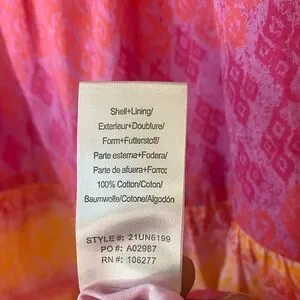 Shell+Lining/
Exterieur+Doublure/
Form+Futterstoff/
Parte esterna+Fodera/
Parte de afuera+Forro;
100% Cotton/Coton/
Baumwolle/Cotone/Algodón
STYLE #: 21UN6199
PO #: A02987
RN #: 106277